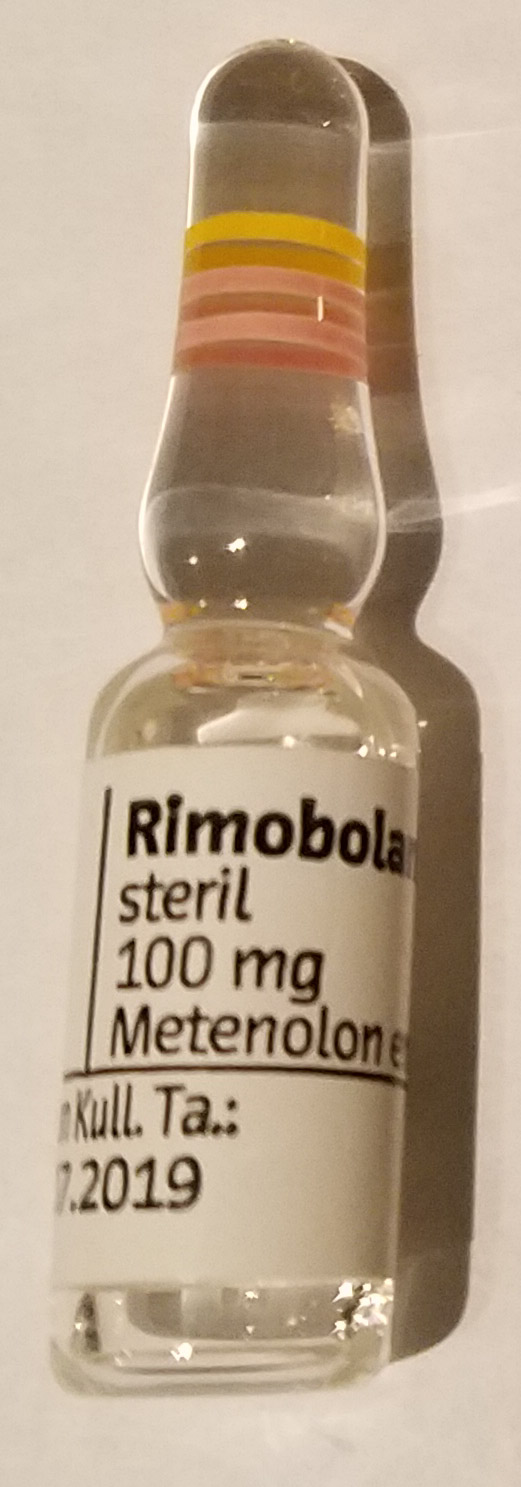 Rimobola
steril
100 mg
Metenolon
Kull. Ta.:
7.2019